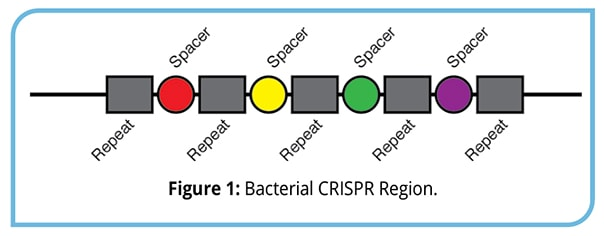 Spacer Spacer Spacer Spacer
Repeat Repeat Repeat Repeat Repeat
Figure 1: Bacterial CRISPR Region.